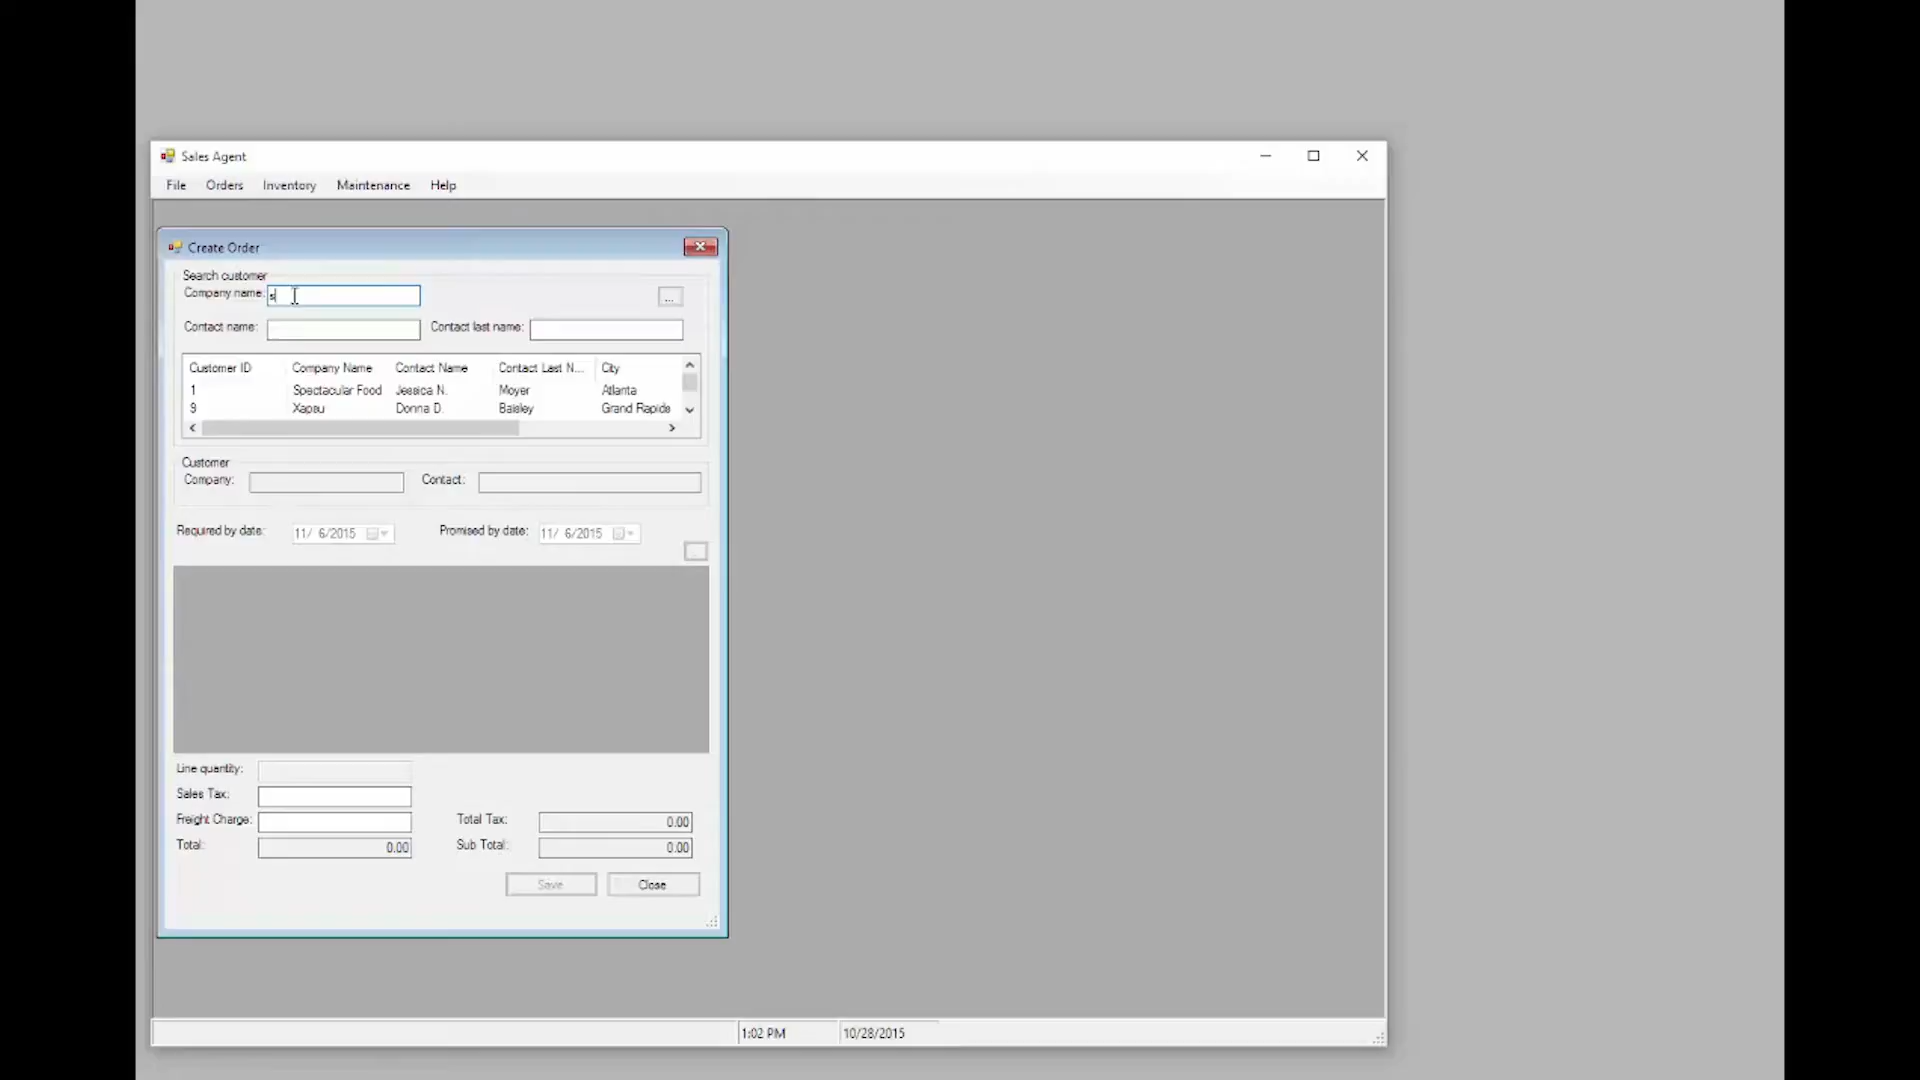 Sales Agent
File Orders Inventory Maintenance Help
Create Order
Search customer
Company name: s ...
Contact name: Contact last name:
Customer ID Company Name Contact Name Contact Last N... City
1 Spectacular Food Jessica N. Moyer Atlanta
9 Xapsu Donna D. Baisley Grand Rapids
Customer
Company: Contact:
Required by date: 11/ 6/2015 Promised by date: 11/ 6/2015
Line quantity:
Sales Tax:
Freight Charge: Total Tax: 0.00
Total: 0.00 Sub Total: 0.00
Save Close
1:02 PM 10/28/2015